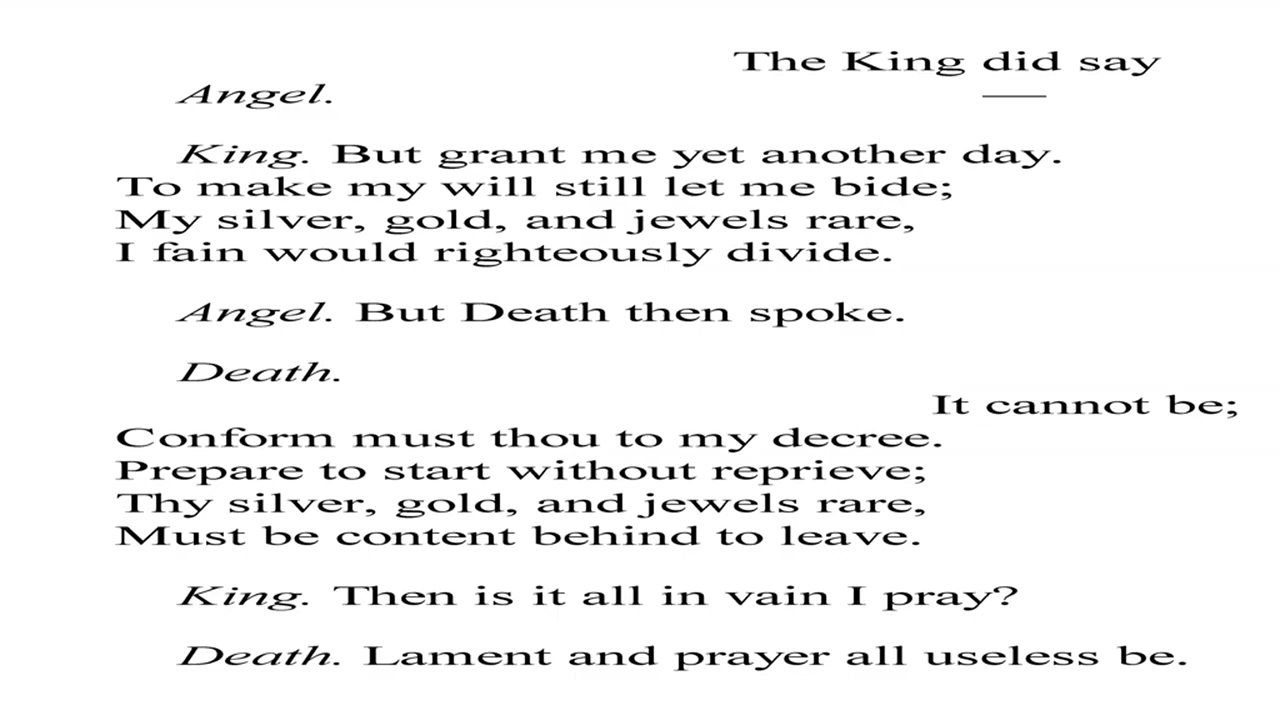 The King did say
Angel.
King. But grant me yet another day.
To make my will still let me bide;
My silver, gold, and jewels rare,
I fain would righteously divide.
Angel. But Death then spoke.
Death.
It cannot be;
Conform must thou to my decree.
Prepare to start without reprieve;
Thy silver, gold, and jewels rare,
Must be content behind to leave.
King. Then is it all in vain I pray?
Death. Lament and prayer all useless be.